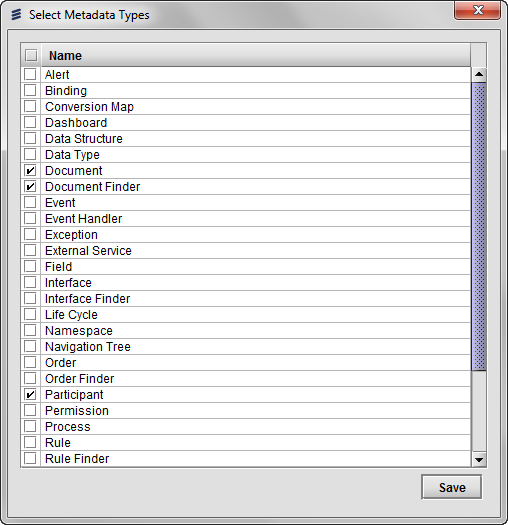 Select Metadata Types
Name
Alert
Binding
Conversion Map
Dashboard
Data Structure
Data Type
Document
Document Finder
Event
Event Handler
Exception
External Service
Field
Interface
Interface Finder
Life Cycle
Namespace
Navigation Tree
Order
Order Finder
Participant
Permission
Process
Rule
Rule Finder
Save